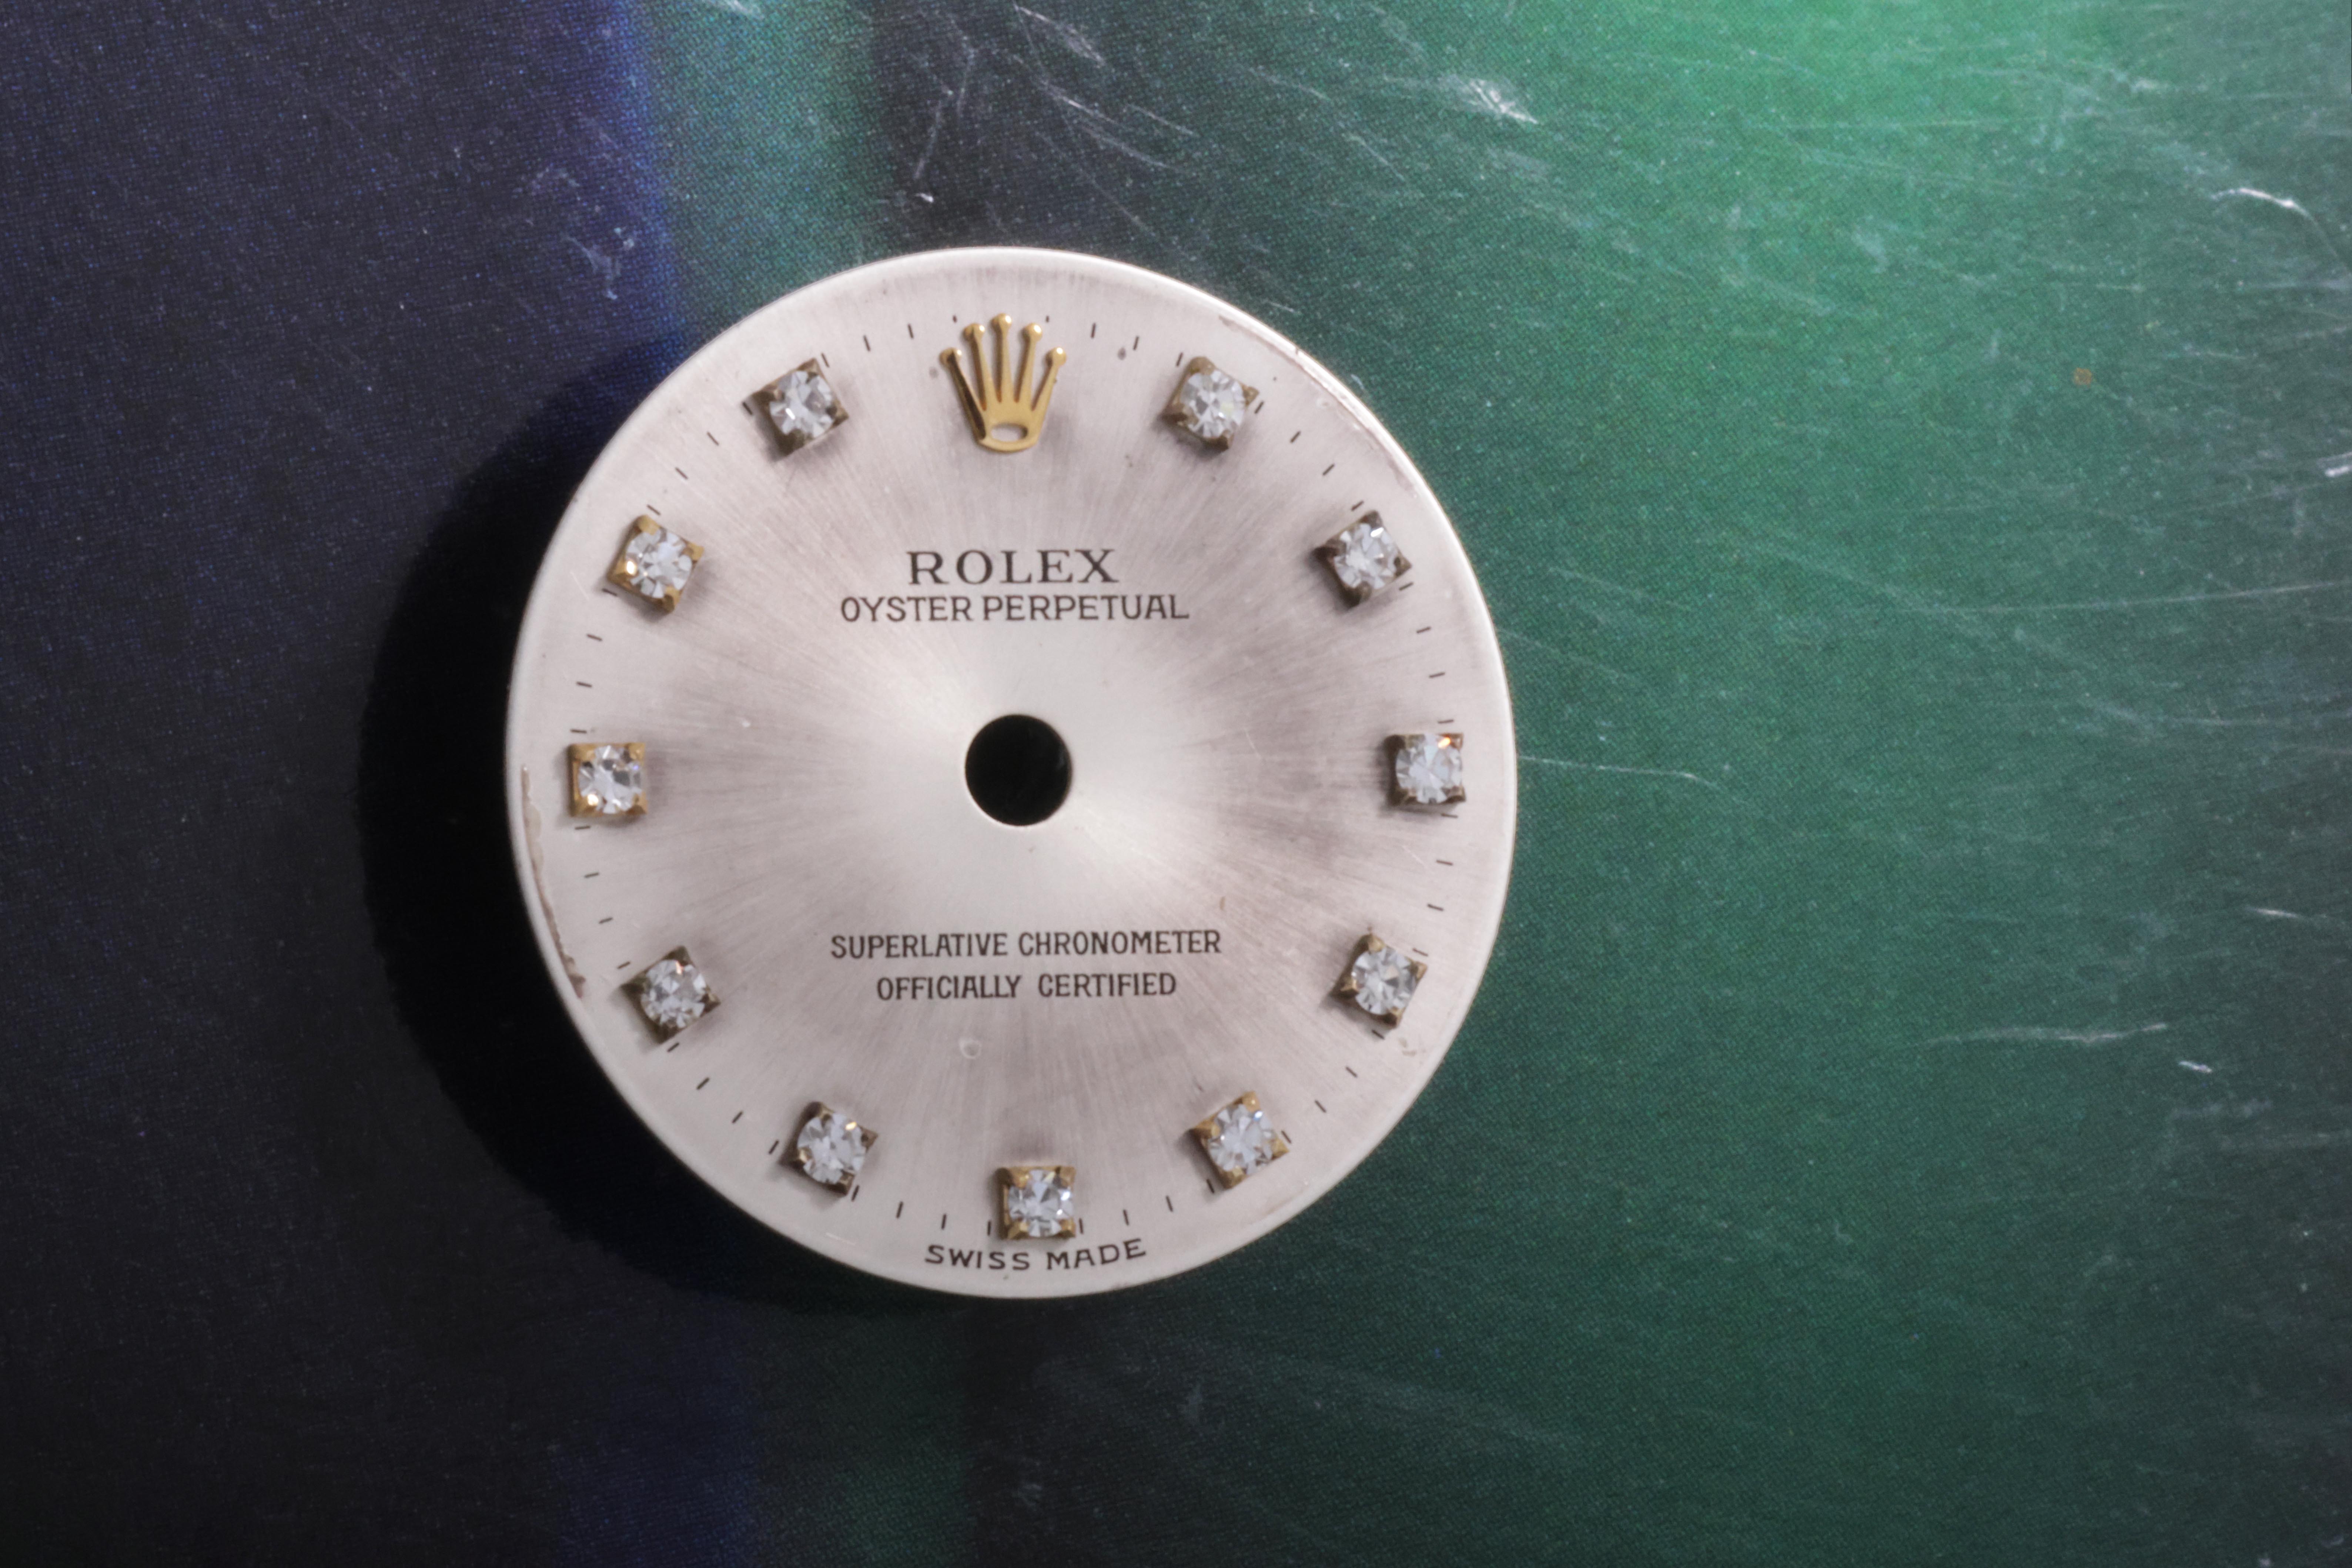 ROLEX
OYSTER PERPETUAL
SUPERLATIVE CHRONOMETER
OFFICIALLY CERTIFIED
SWISS MADE